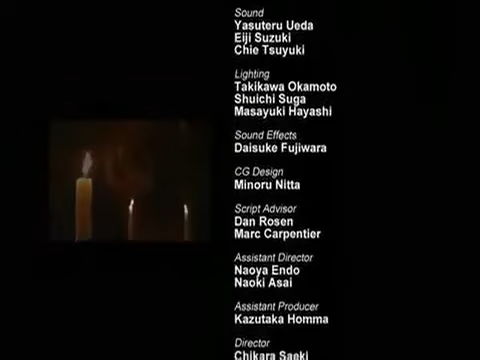 Sound
Yasuteru Ueda
Eiji Suzuki
Chie Tsuyuki
Lighting
Takikawa Okamoto
Shuichi Suga
Masayuki Hayashi
Sound Effects
Daisuke Fujiwara
CG Design
Minoru Nitta
Script Advisor
Dan Rosen
Marc Carpentier
Assistant Director
Naoya Endo
Naoki Asai
Assistant Producer
Kazutaka Homma
Director
Chikara Saeki